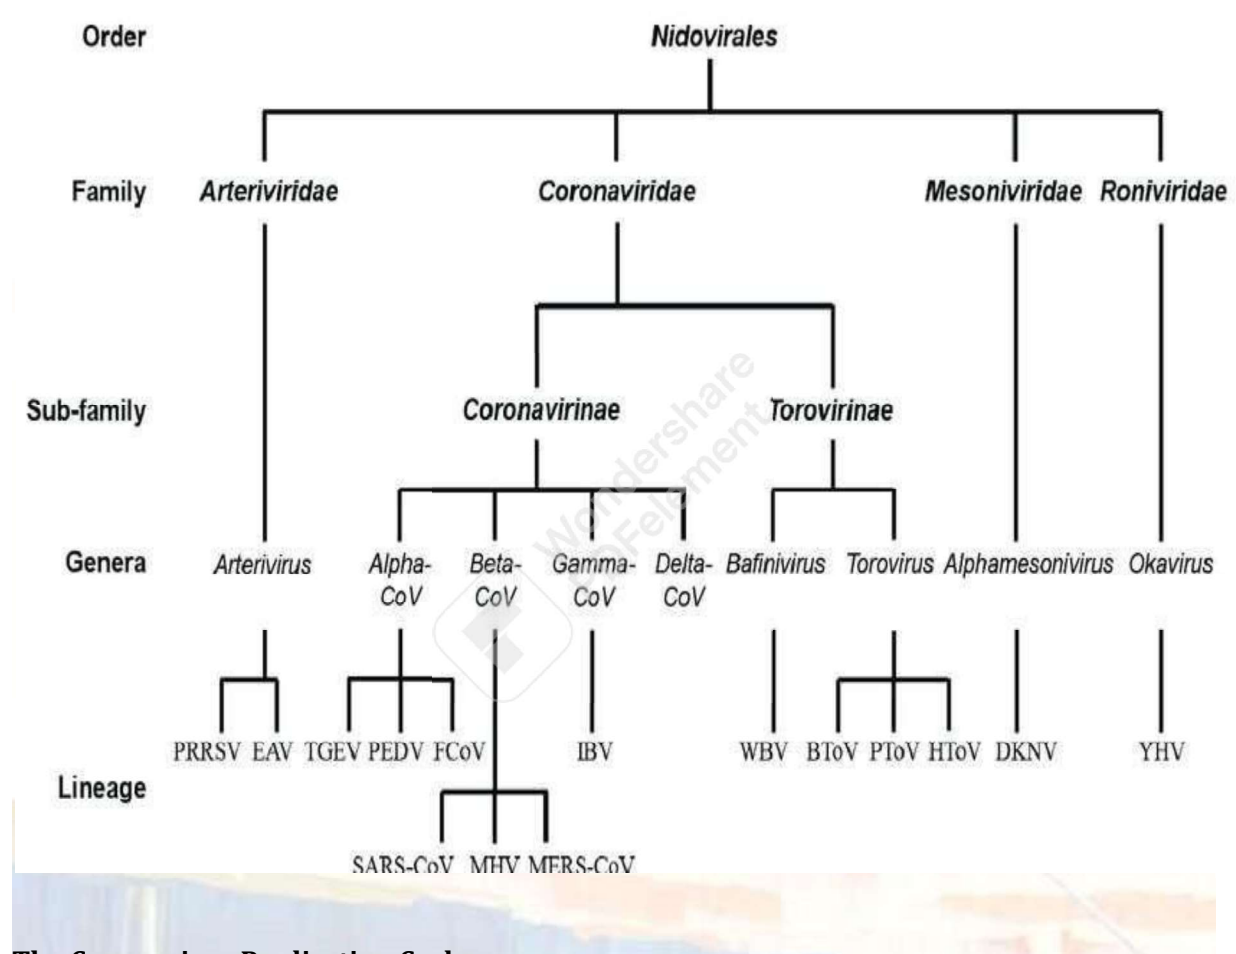 Order Nidovirales
Family Arteriviridae Coronaviridae Mesoniviridae Roniviridae
Sub-family Coronavirinae Torovirinae
Wondershare
PDFelement
Genera Arterivirus Alpha- Beta- Gamma- Delta- Bafinivirus Torovirus Alphamesonivirus Okavirus
CoV CoV CoV CoV
PRRSV EAV TGEV PEDV FCoV IBV WBV BToV PToV HToV DKNV YHV
Lineage
SARS-CoV MHV MERS-CoV